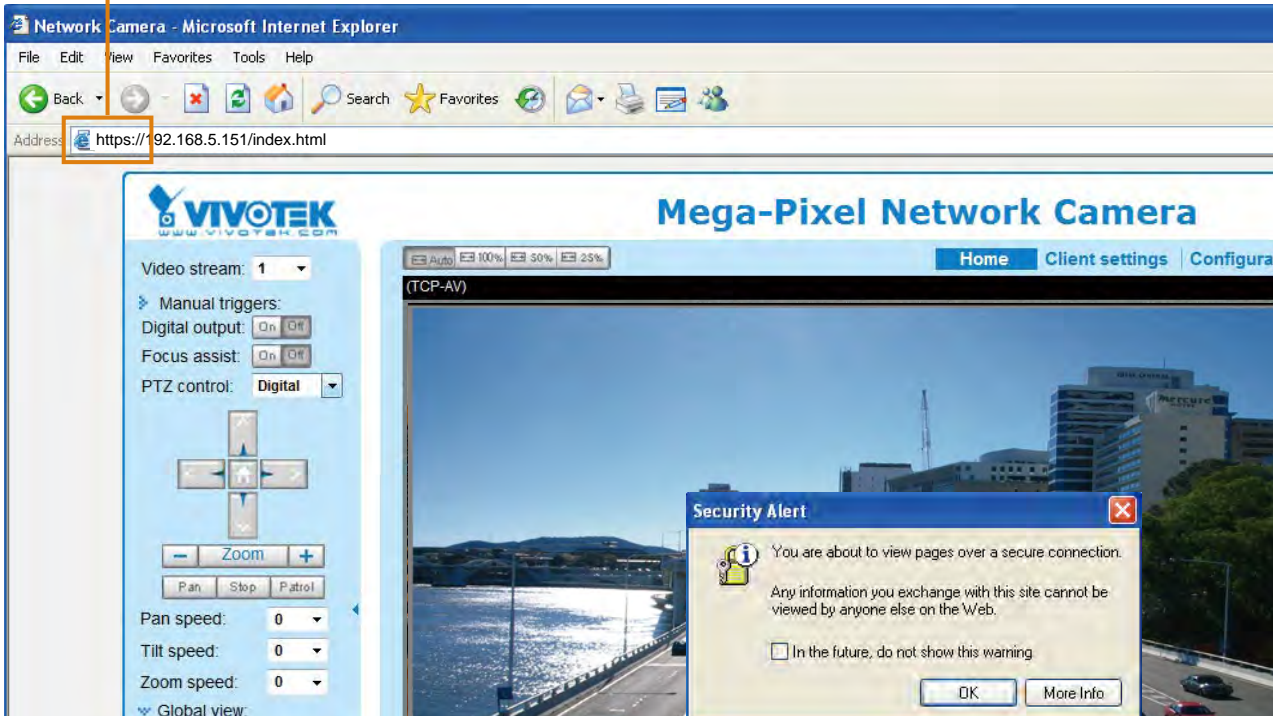 Network Camera - Microsoft Internet Explorer
File Edit View Favorites Tools Help
Back Search Favorites
Address https://192.168.5.151/index.html
VIVOTEK
www.vivotek.com
Mega-Pixel Network Camera
Auto 100% 50% 25%
Home Client settings Configura
(TCP-AV)
Video stream: 1
Manual triggers:
Digital output: On Off
Focus assist: On Off
PTZ control: Digital
− Zoom +
Pan Stop Patrol
Pan speed: 0
Tilt speed: 0
Zoom speed: 0
Global view:
Mercure
Security Alert
You are about to view pages over a secure connection.
Any information you exchange with this site cannot be
viewed by anyone else on the Web.
In the future, do not show this warning
OK More Info